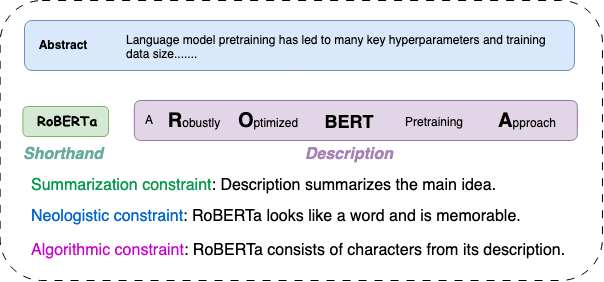 Abstract Language model pretraining has led to many key hyperparameters and training
data size.......
RoBERTa A Robustly Optimized BERT Pretraining Approach
Shorthand Description
Summarization constraint: Description summarizes the main idea.
Neologistic constraint: RoBERTa looks like a word and is memorable.
Algorithmic constraint: RoBERTa consists of characters from its description.